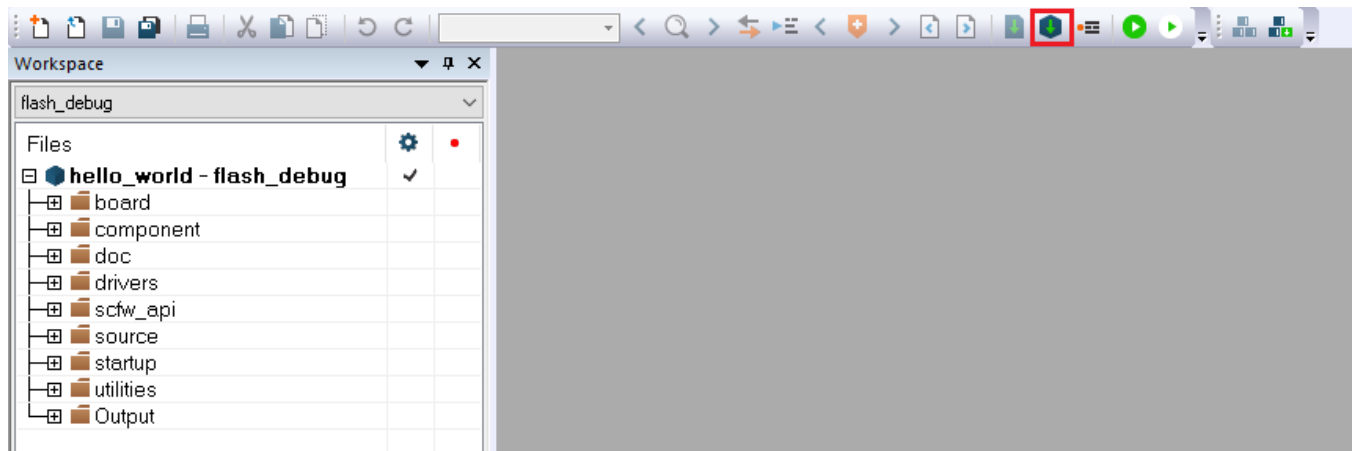 Workspace
flash_debug
Files
hello_world - flash_debug
board
component
doc
drivers
scfw_api
source
startup
utilities
Output